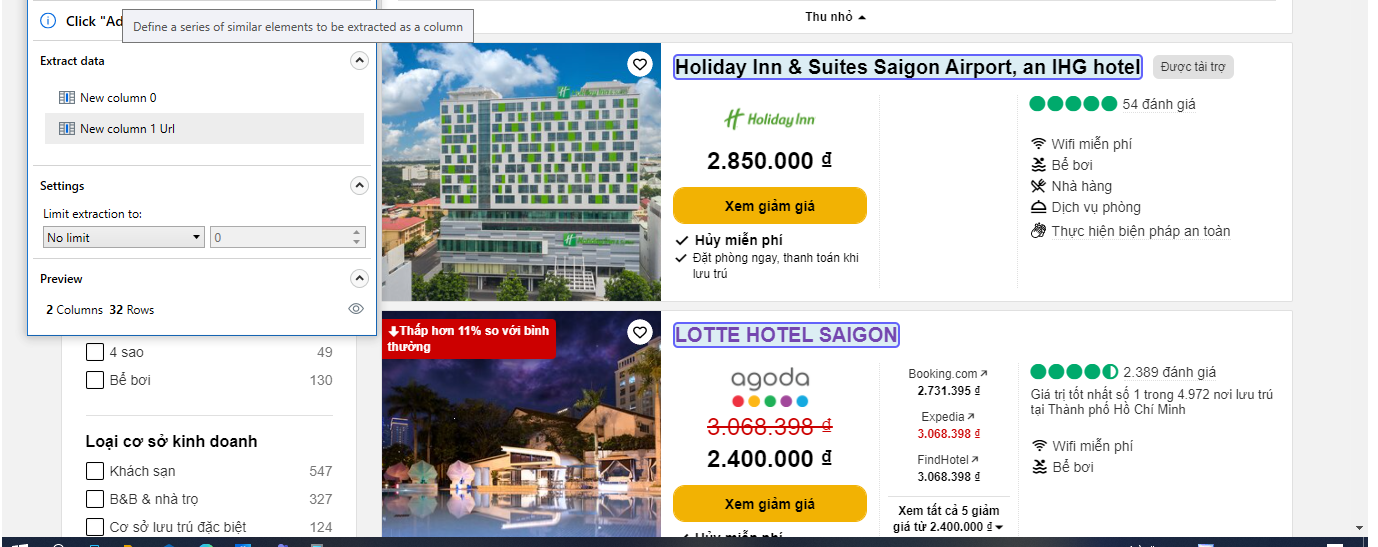 Click "Ad
Define a series of similar elements to be extracted as a column
Extract data
New column 0
New column 1 Url
Settings
Limit extraction to:
No limit
0
Preview
2 Columns 32 Rows
4 sao 49
Bể bơi 130
Loại cơ sở kinh doanh
Khách sạn 547
B&B & nhà trọ 327
Cơ sở lưu trú đặc biệt 124
Thu nhỏ
Holiday Inn & Suites Saigon Airport, an IHG hotel
Được tài trợ
Holiday Inn
2.850.000 ₫
Xem giảm giá
Hủy miễn phí
Đặt phòng ngay, thanh toán khi
lưu trú
54 đánh giá
Wifi miễn phí
Bể bơi
Nhà hàng
Dịch vụ phòng
Thực hiện biện pháp an toàn
Thấp hơn 11% so với bình
thường
LOTTE HOTEL SAIGON
agoda
3.068.398 ₫
2.400.000 ₫
Xem giảm giá
Hủy miễn phí
Booking.com
2.731.395 ₫
Expedia
3.068.398 ₫
FindHotel
3.068.398 ₫
Xem tất cả 5 giảm
giá từ 2.400.000 ₫
2.389 đánh giá
Giá trị tốt nhất số 1 trong 4.972 nơi lưu trú
tại Thành phố Hồ Chí Minh
Wifi miễn phí
Bể bơi